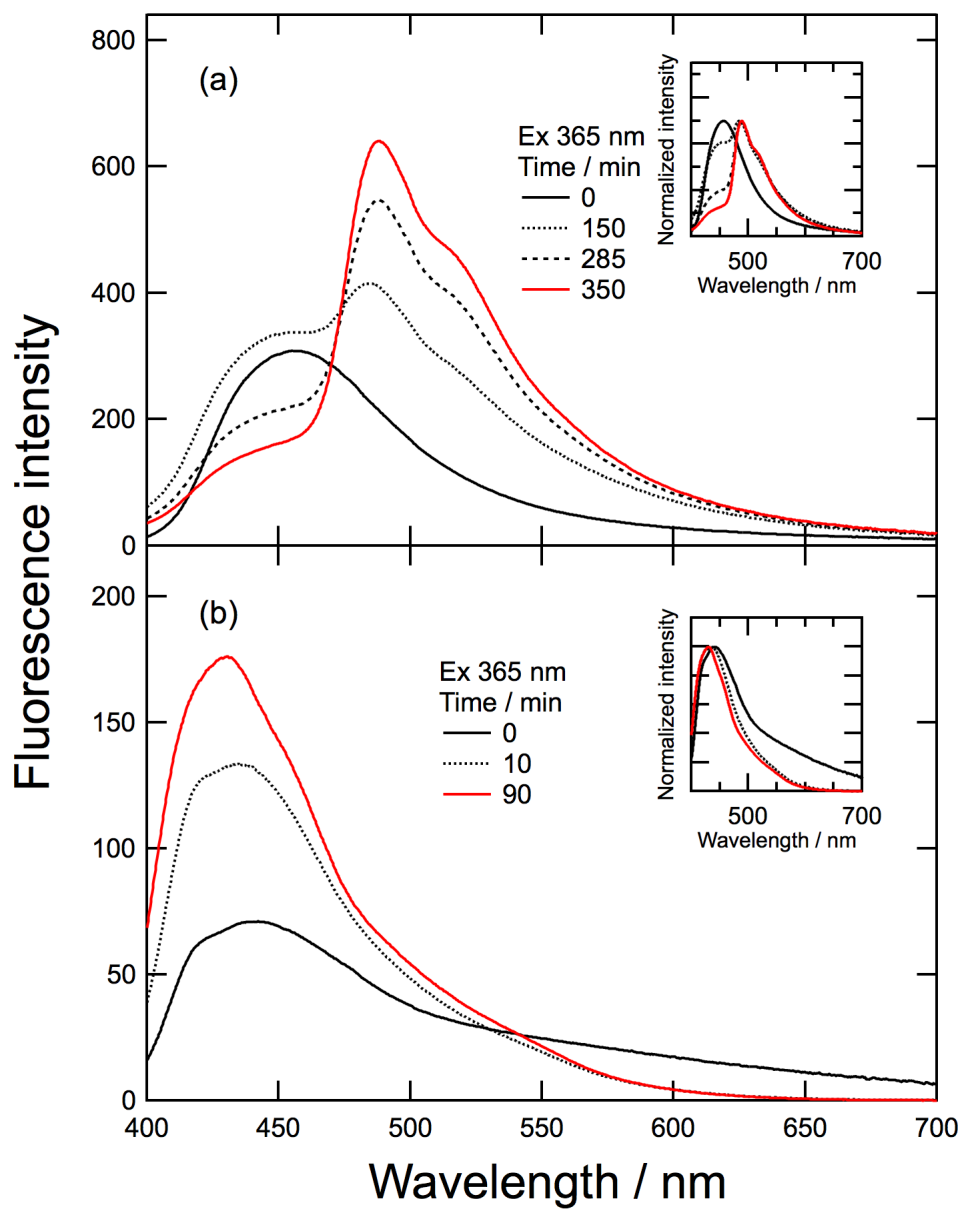 800
(a)
Ex 365 nm
Time / min
0
150
285
350
600
400
200
0
Normalized intensity
500
700
Wavelength / nm
Fluorescence intensity
200
(b)
Ex 365 nm
Time / min
0
10
90
150
100
50
0
Normalized intensity
500
700
Wavelength / nm
400
450
500
550
600
650
700
Wavelength / nm